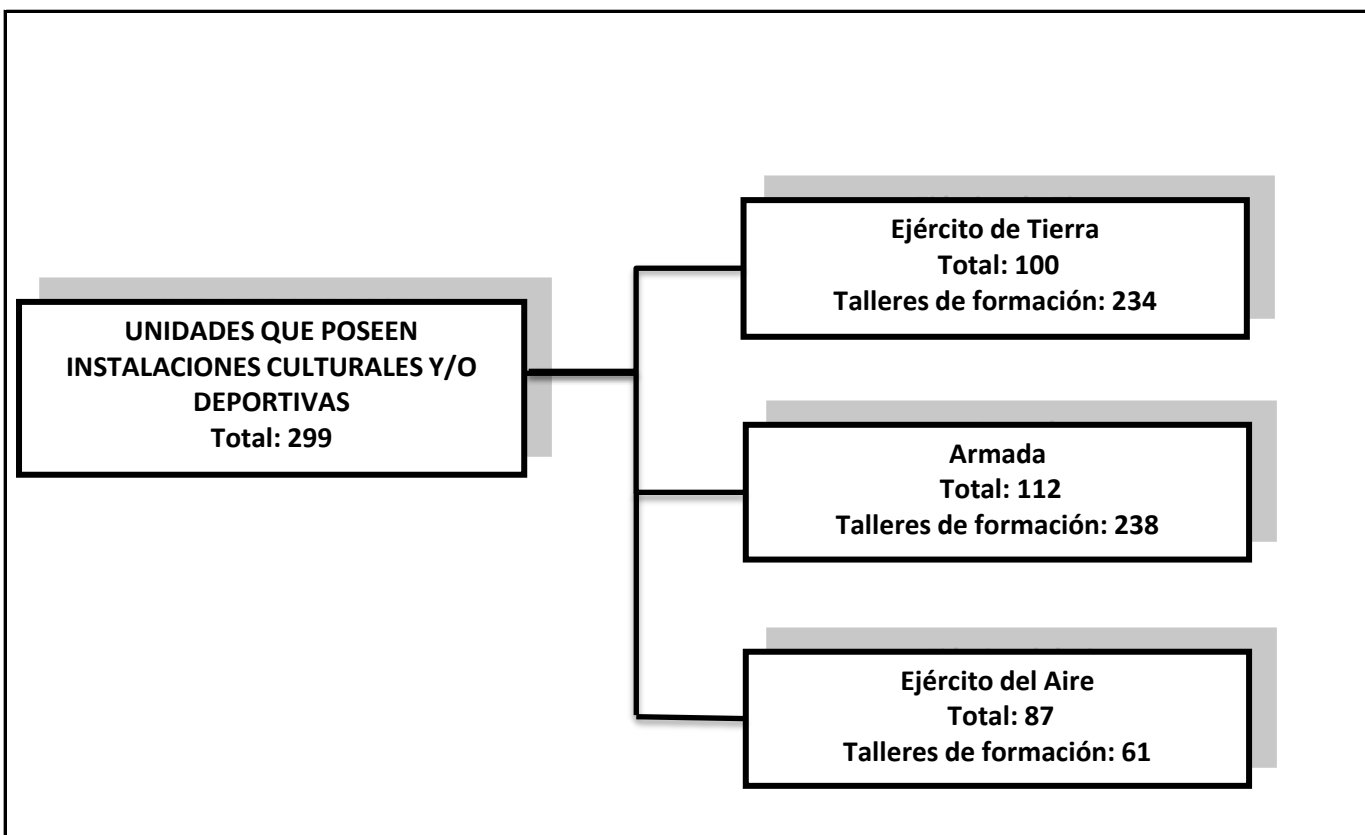 UNIDADES QUE POSEEN
INSTALACIONES CULTURALES Y/O
DEPORTIVAS
Total: 299
Ejército de Tierra
Total: 100
Talleres de formación: 234
Armada
Total: 112
Talleres de formación: 238
Ejército del Aire
Total: 87
Talleres de formación: 61